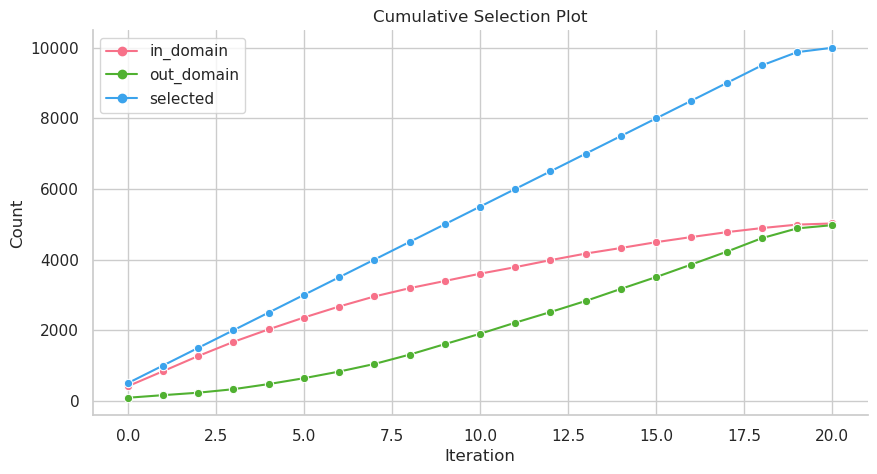 Cumulative Selection Plot
in_domain
out_domain
selected
10000
8000
6000
4000
2000
0
Count
0.0 2.5 5.0 7.5 10.0 12.5 15.0 17.5 20.0
Iteration